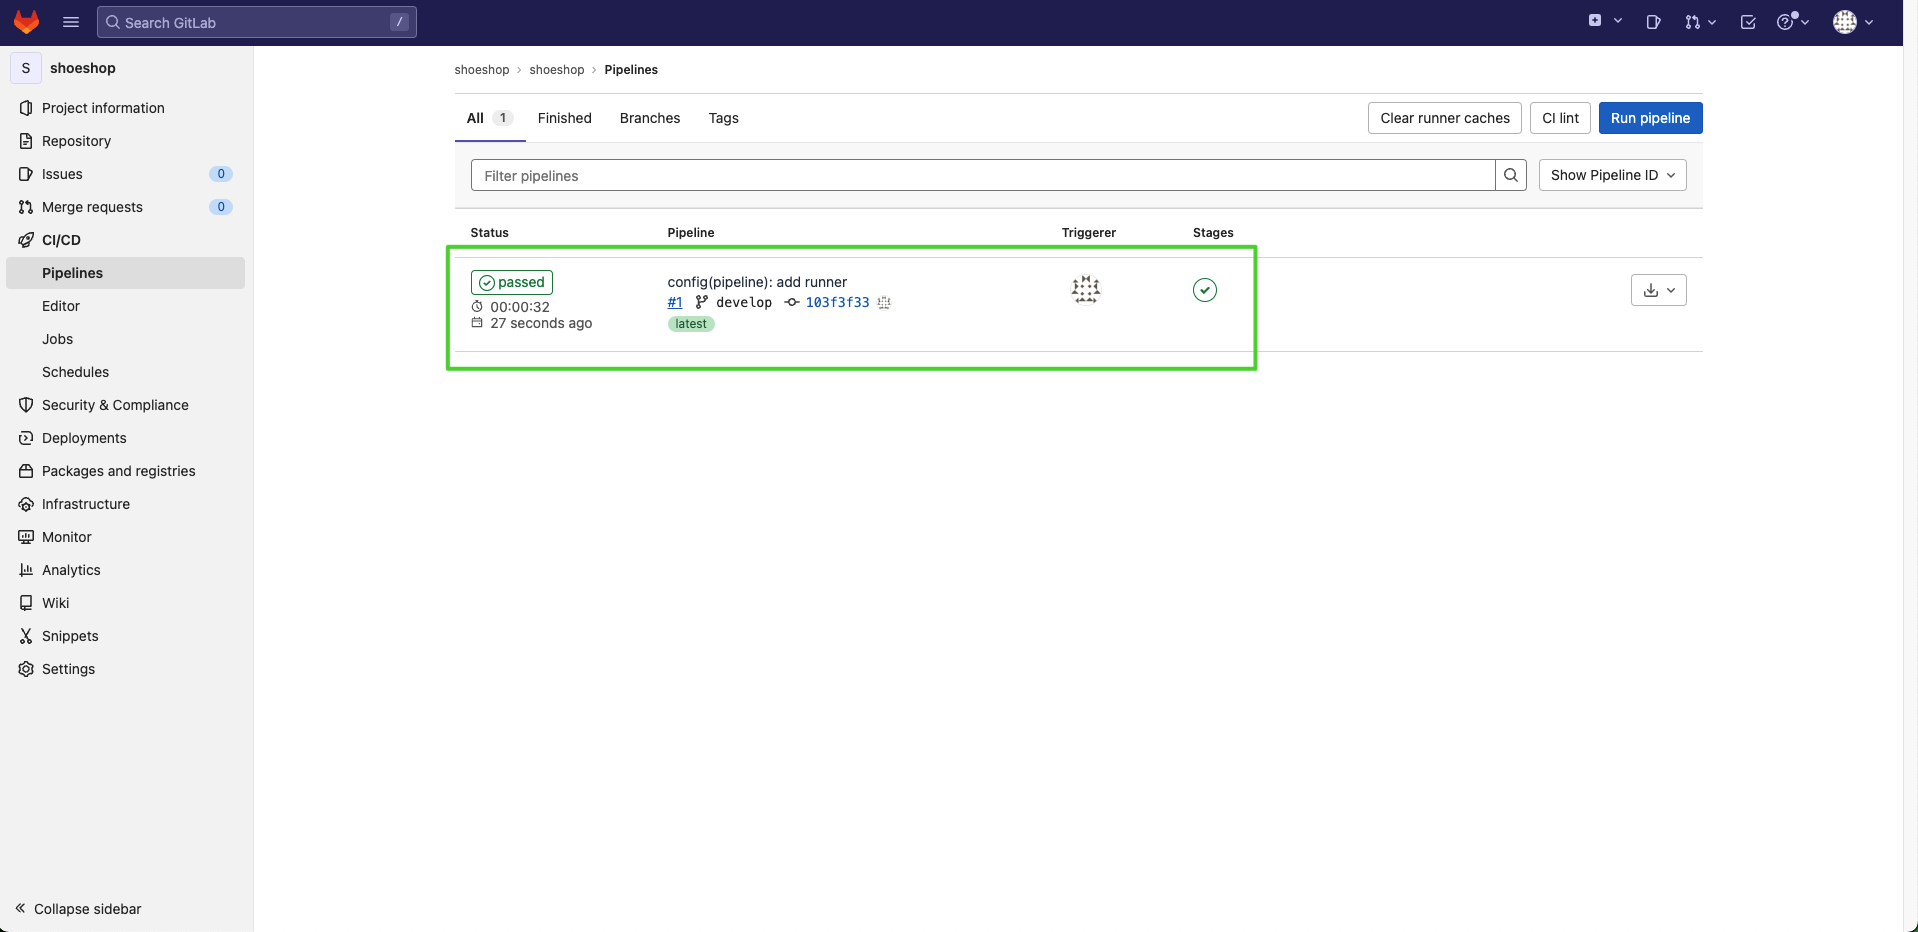 Search GitLab /
S shoeshop
Project information
Repository
Issues 0
Merge requests 0
CI/CD
Pipelines
Editor
Jobs
Schedules
Security & Compliance
Deployments
Packages and registries
Infrastructure
Monitor
Analytics
Wiki
Snippets
Settings
Collapse sidebar
shoeshop › shoeshop › Pipelines
All 1 Finished Branches Tags
Clear runner caches CI lint Run pipeline
Filter pipelines Show Pipeline ID
Status Pipeline Triggerer Stages
passed config(pipeline): add runner
00:00:32 #1 develop 103f3f33
27 seconds ago latest